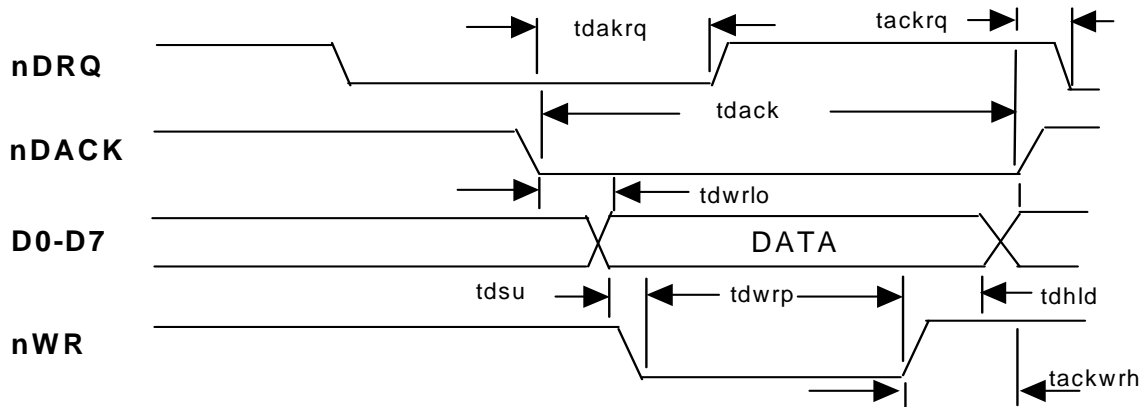 tdakrq
tackrq
nDRQ
tdack
nDACK
tdwrlo
D0-D7
DATA
tdsu
tdwrp
tdhld
nWR
tackwrh